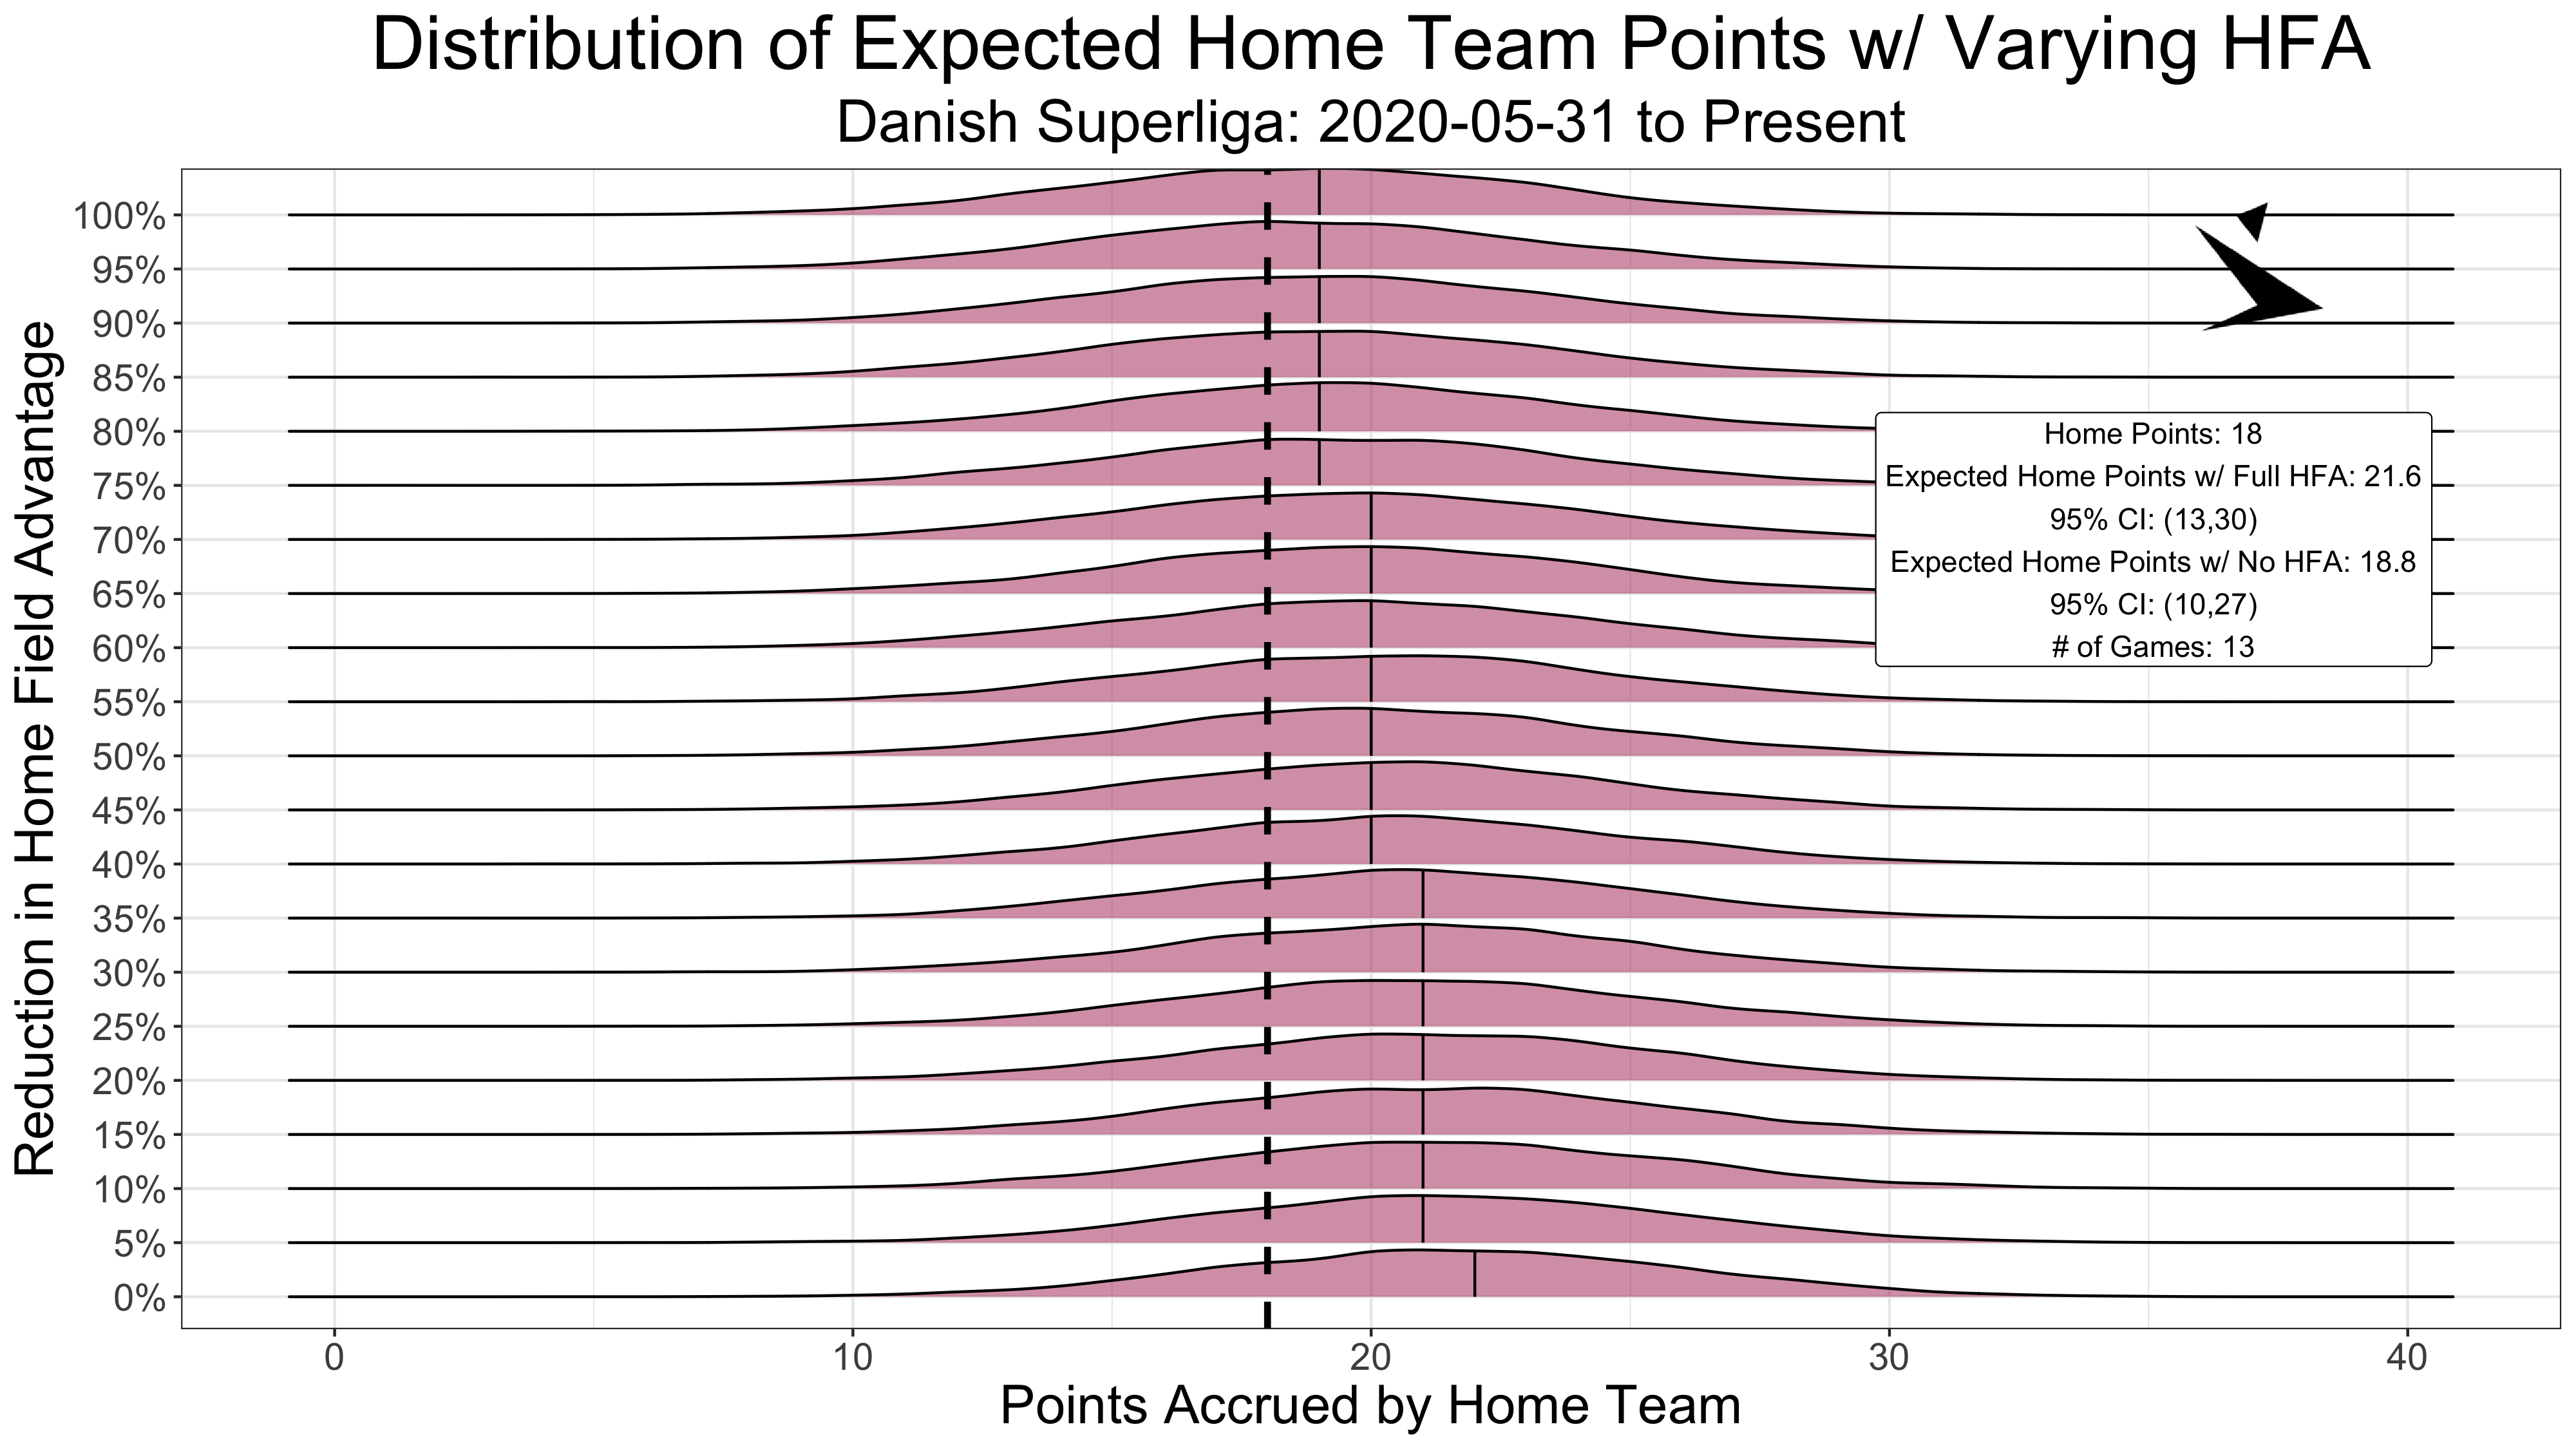 Distribution of Expected Home Team Points w/ Varying HFA
Danish Superliga: 2020-05-31 to Present
Reduction in Home Field Advantage
100%
95%
90%
85%
80%
75%
70%
65%
60%
55%
50%
45%
40%
35%
30%
25%
20%
15%
10%
5%
0%
Home Points: 18
Expected Home Points w/ Full HFA: 21.6
95% CI: (13,30)
Expected Home Points w/ No HFA: 18.8
95% CI: (10,27)
# of Games: 13
0 10 20 30 40
Points Accrued by Home Team